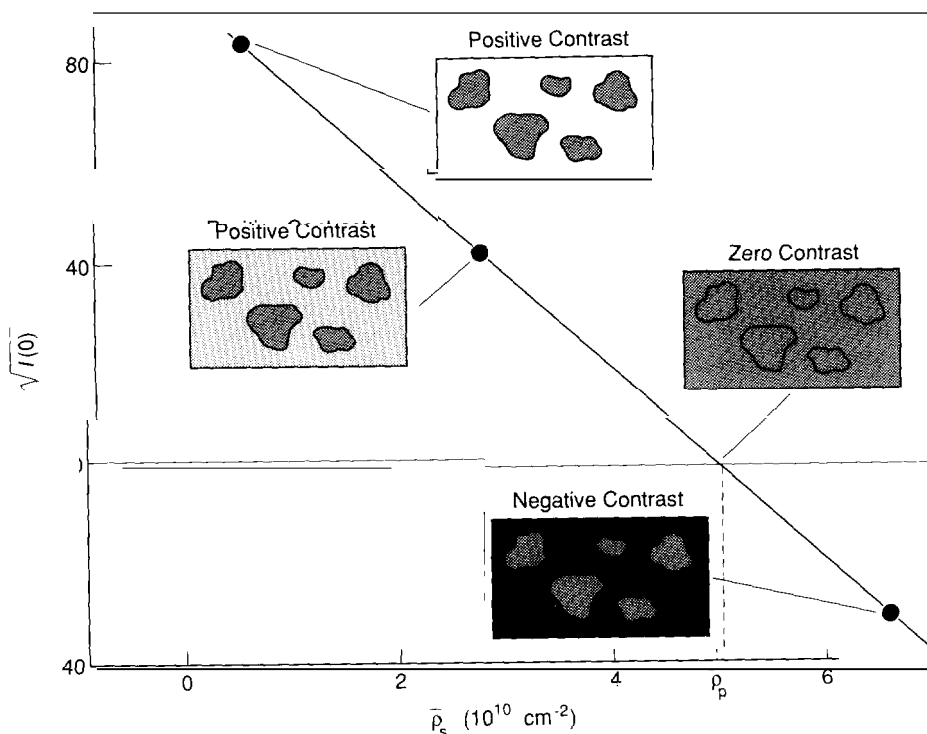 Positive Contrast
80
Positive Contrast
40
Zero Contrast
√I(0)
0
Negative Contrast
40
0
2
4
ρp
6
ρ̅s (10¹⁰ cm⁻²)